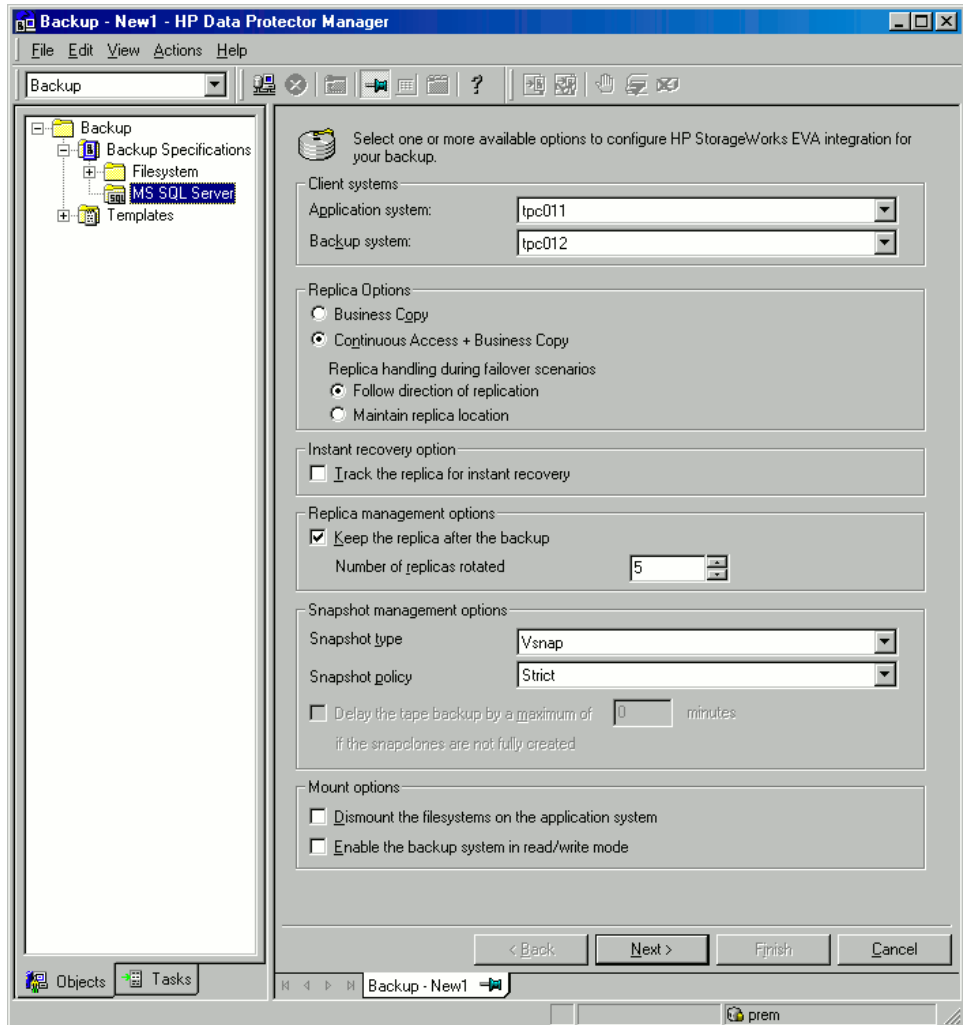 Backup - New1 - HP Data Protector Manager
File Edit View Actions Help
Backup
?
Backup
Backup Specifications
Filesystem
SQL MS SQL Server
Templates
Select one or more available options to configure HP StorageWorks EVA integration for
your backup.
Client systems
Application system: tpc011
Backup system: tpc012
Replica Options
Business Copy
Continuous Access + Business Copy
Replica handling during failover scenarios
Follow direction of replication
Maintain replica location
Instant recovery option
Track the replica for instant recovery
Replica management options
Keep the replica after the backup
Number of replicas rotated 5
Snapshot management options
Snapshot type Vsnap
Snapshot policy Strict
Delay the tape backup by a maximum of 0 minutes
if the snapclones are not fully created
Mount options
Dismount the filesystems on the application system
Enable the backup system in read/write mode
< Back Next > Finish Cancel
Objects Tasks
Backup - New1
prem